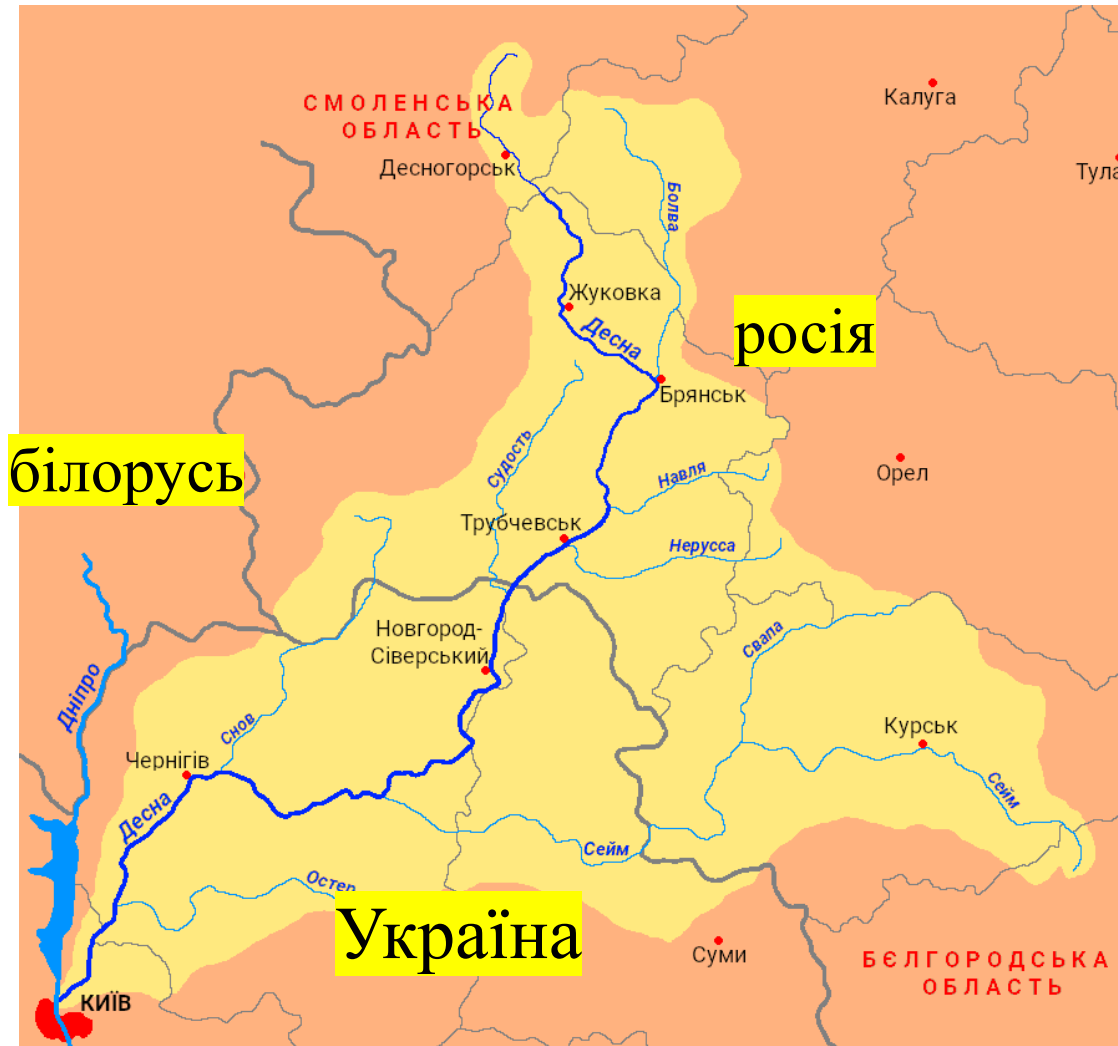 СМОЛЕНСЬКА
ОБЛАСТЬ
Десногорськ
Калуга
Тула
Болва
Жуковка
Десна
росія
Брянськ
білорусь
Судость
Навля
Орел
Трубчевськ
Нерусса
Новгород-
Сіверський
Свапа
Дніпро
Снов
Курськ
Чернігів
Десна
Сейм
Сейм
Остер
Україна
Суми
БЄЛГОРОДСЬКА
ОБЛАСТЬ
КИЇВ